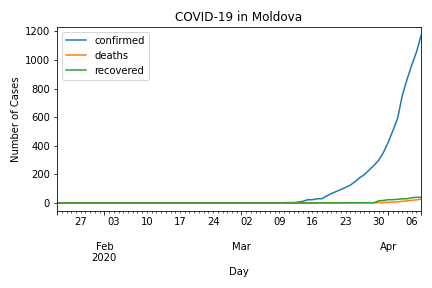 COVID-19 in Moldova
confirmed
deaths
recovered
Number of Cases
1200
1000
800
600
400
200
0
27 03 10 17 24 02 09 16 23 30 06
Feb Mar Apr
2020
Day